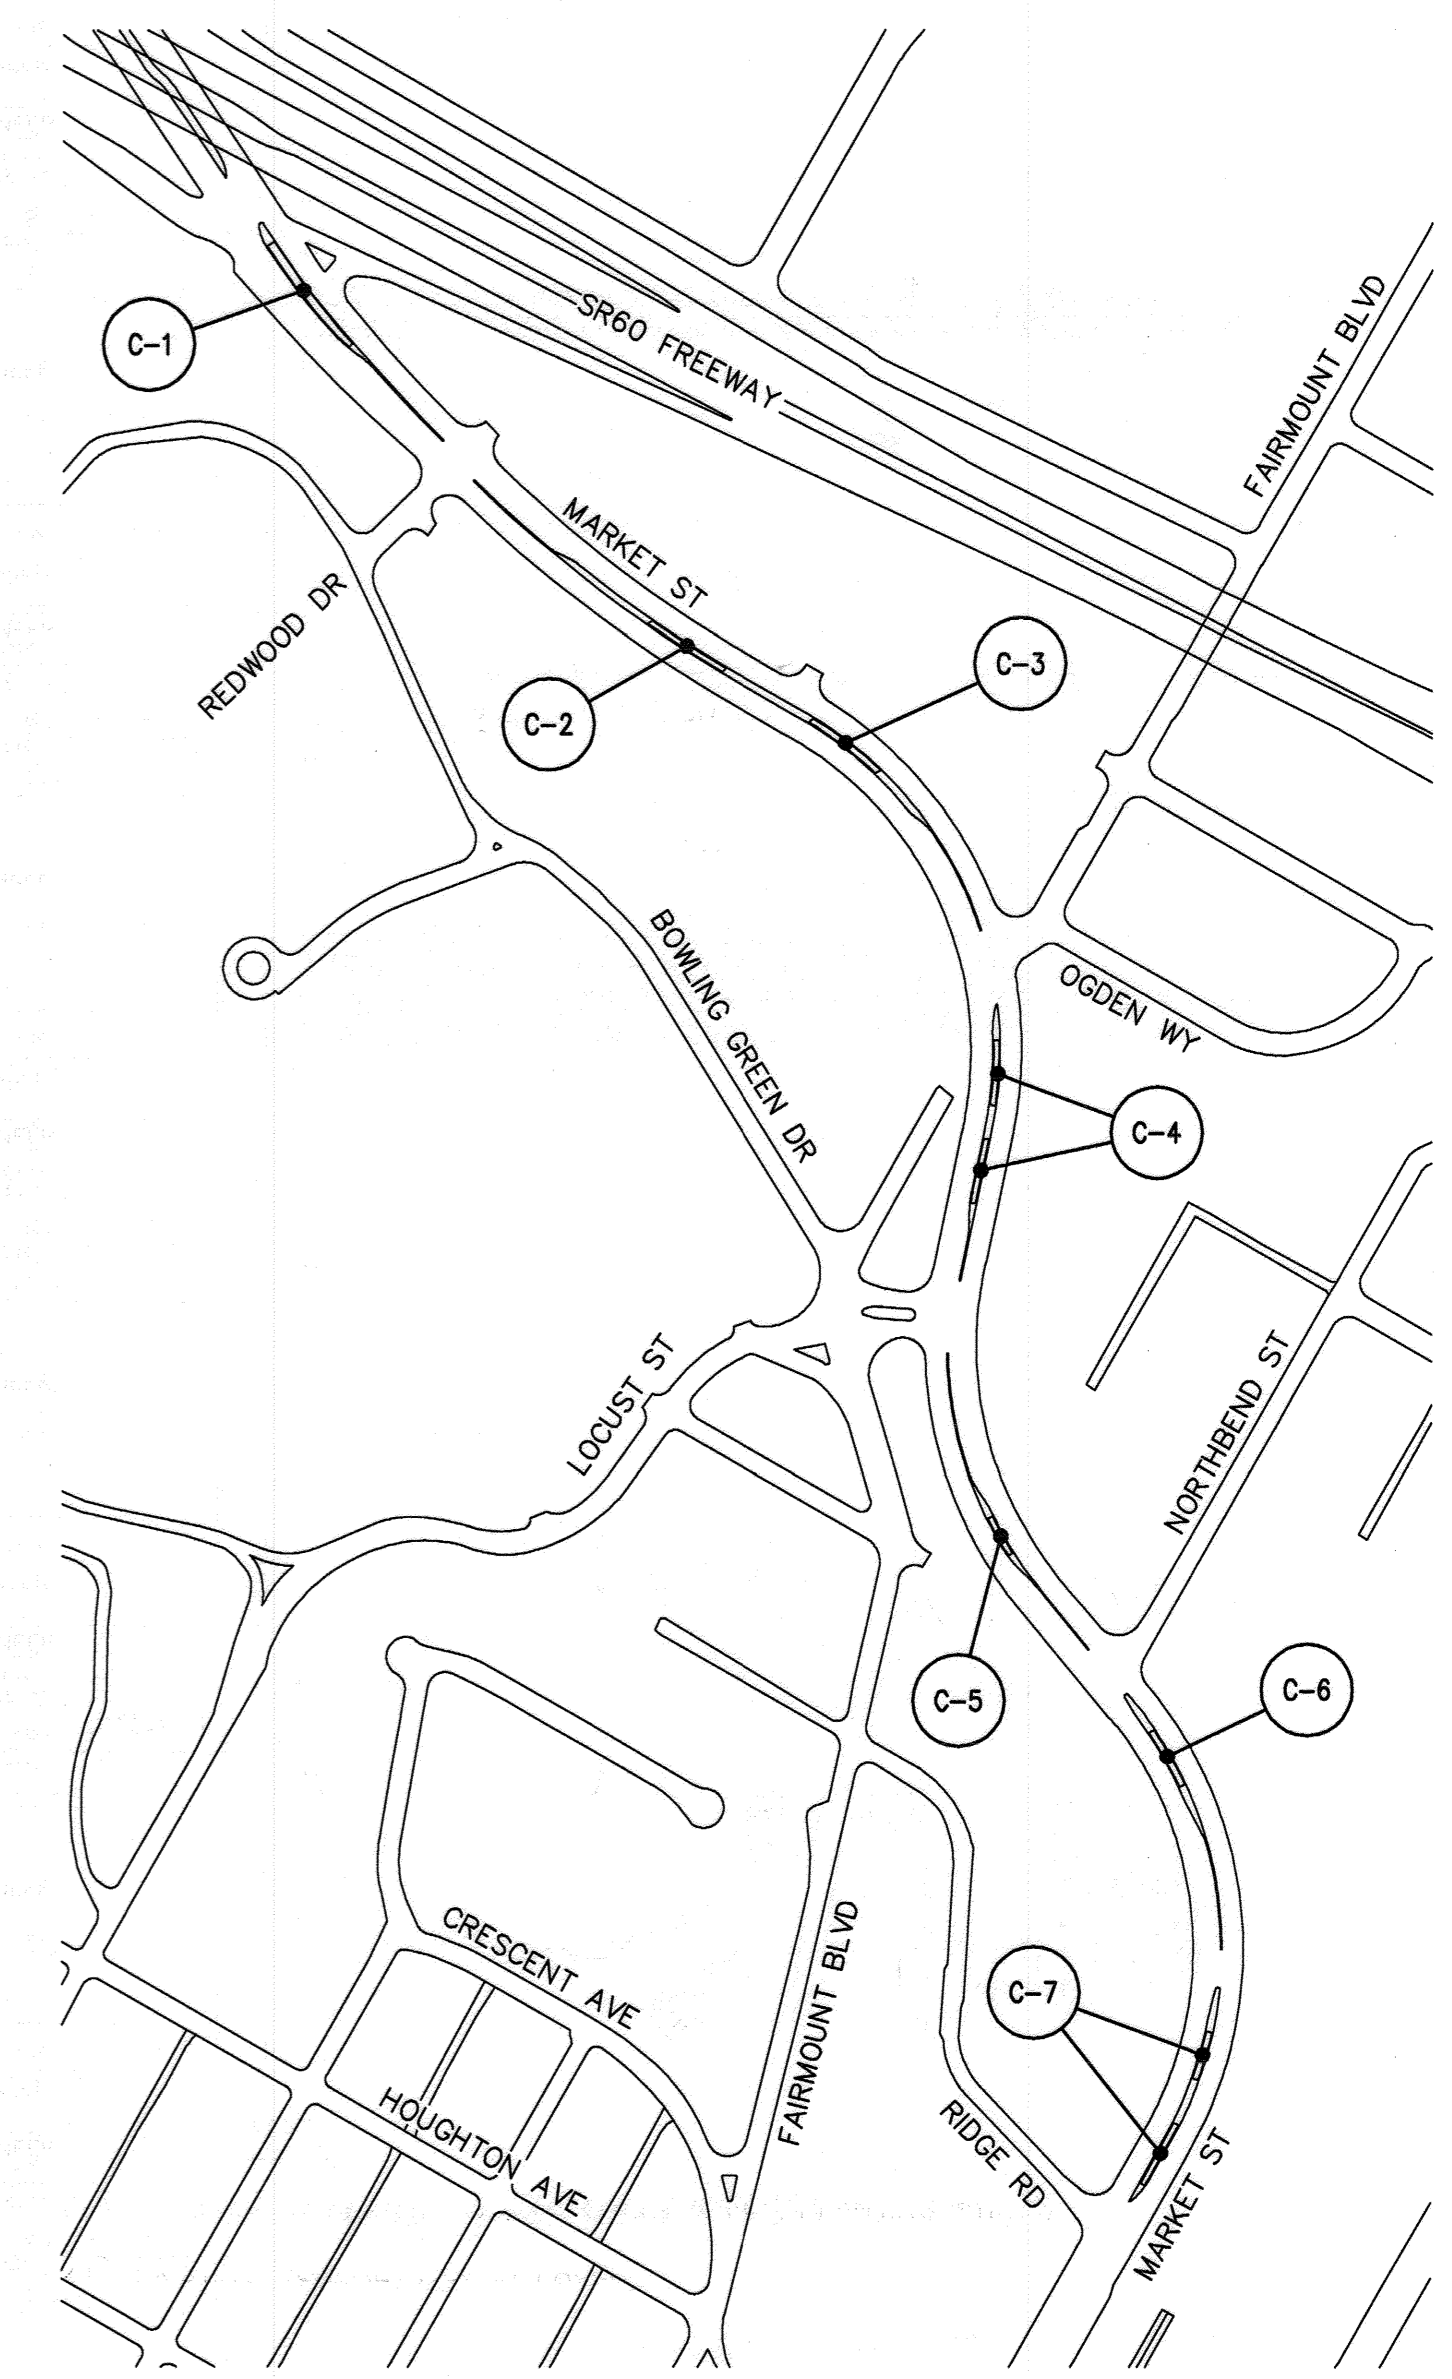 SR60 FREEWAY
C-1
FAIRMOUNT BLVD
MARKET ST
REDWOOD DR
C-3
C-2
BOWLING GREEN DR
OGDEN WY
C-4
LOCUST ST
NORTHBEND ST
C-5
C-6
CRESCENT AVE
FAIRMOUNT BLVD
C-7
HOUGHTON AVE
RIDGE RD
MARKET ST